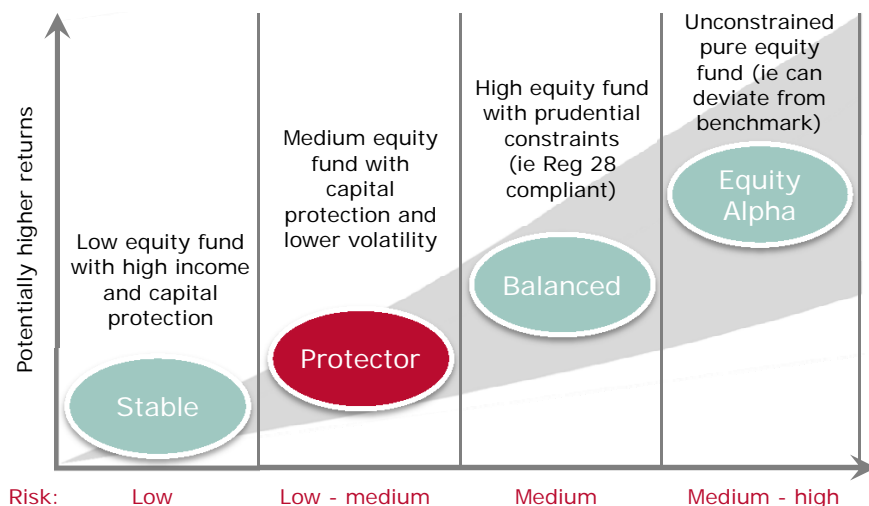 Potentially higher returns
Low equity fund
with high income
and capital
protection
Stable
Medium equity
fund with
capital
protection and
lower volatility
Protector
High equity fund
with prudential
constraints
(ie Reg 28
compliant)
Balanced
Unconstrained
pure equity
fund (ie can
deviate from
benchmark)
Equity
Alpha
Risk: Low Low - medium Medium Medium - high